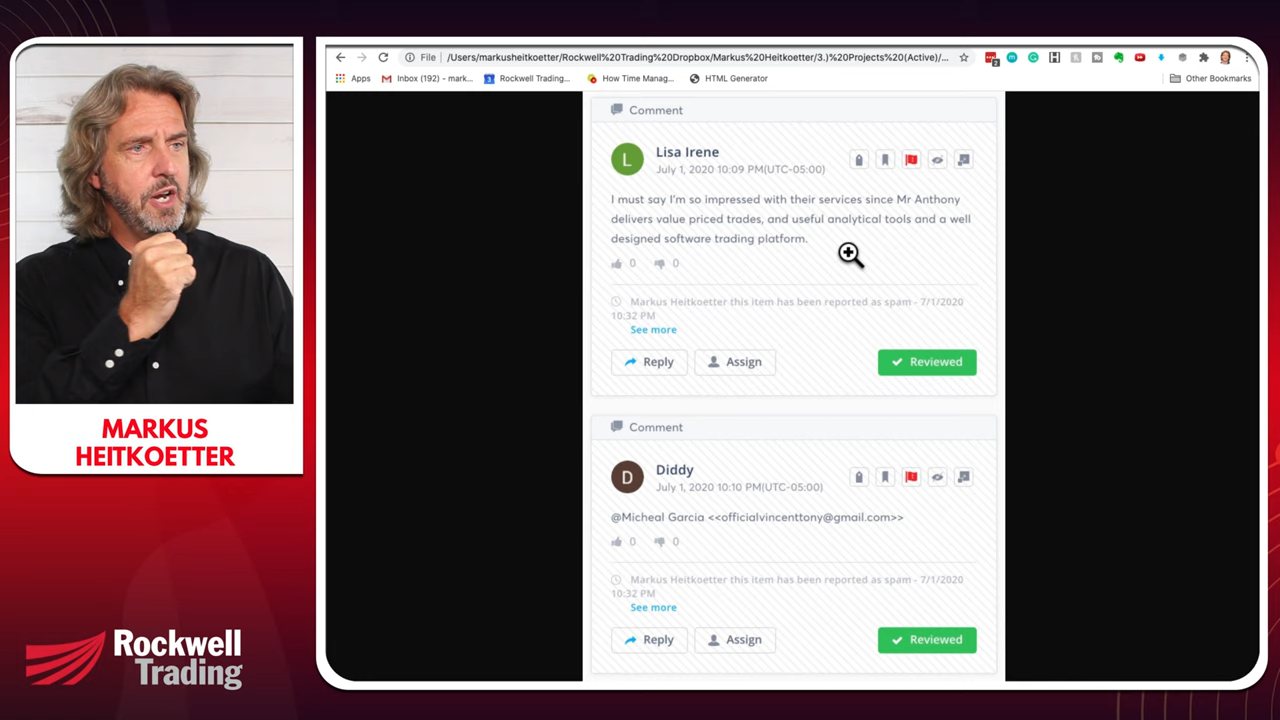 MARKUS
HEITKOETTER
Rockwell
Trading
File /Users/markusheitkoetter/Rockwell%20Trading%20Dropbox/Markus%20Heitkoetter/3.)%20Projects%20(Active)/...
Apps Inbox (192) - mark... Rockwell Trading... How Time Manag... HTML Generator Other Bookmarks
Comment
L Lisa Irene
July 1, 2020 10:09 PM(UTC-05:00)
I must say I'm so impressed with their services since Mr Anthony
delivers value priced trades, and useful analytical tools and a well
designed software trading platform.
0 0
Markus Heitkoetter this item has been reported as spam - 7/1/2020
10:32 PM
See more
Reply Assign Reviewed
Comment
D Diddy
July 1, 2020 10:10 PM(UTC-05:00)
@Micheal Garcia <<officialvincenttony@gmail.com>>
0 0
Markus Heitkoetter this item has been reported as spam - 7/1/2020
10:32 PM
See more
Reply Assign Reviewed